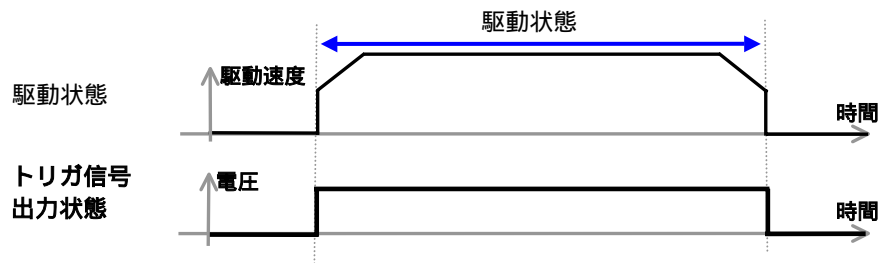 駆動状態
駆動速度
駆動状態
時間
トリガ信号
出力状態
電圧
時間